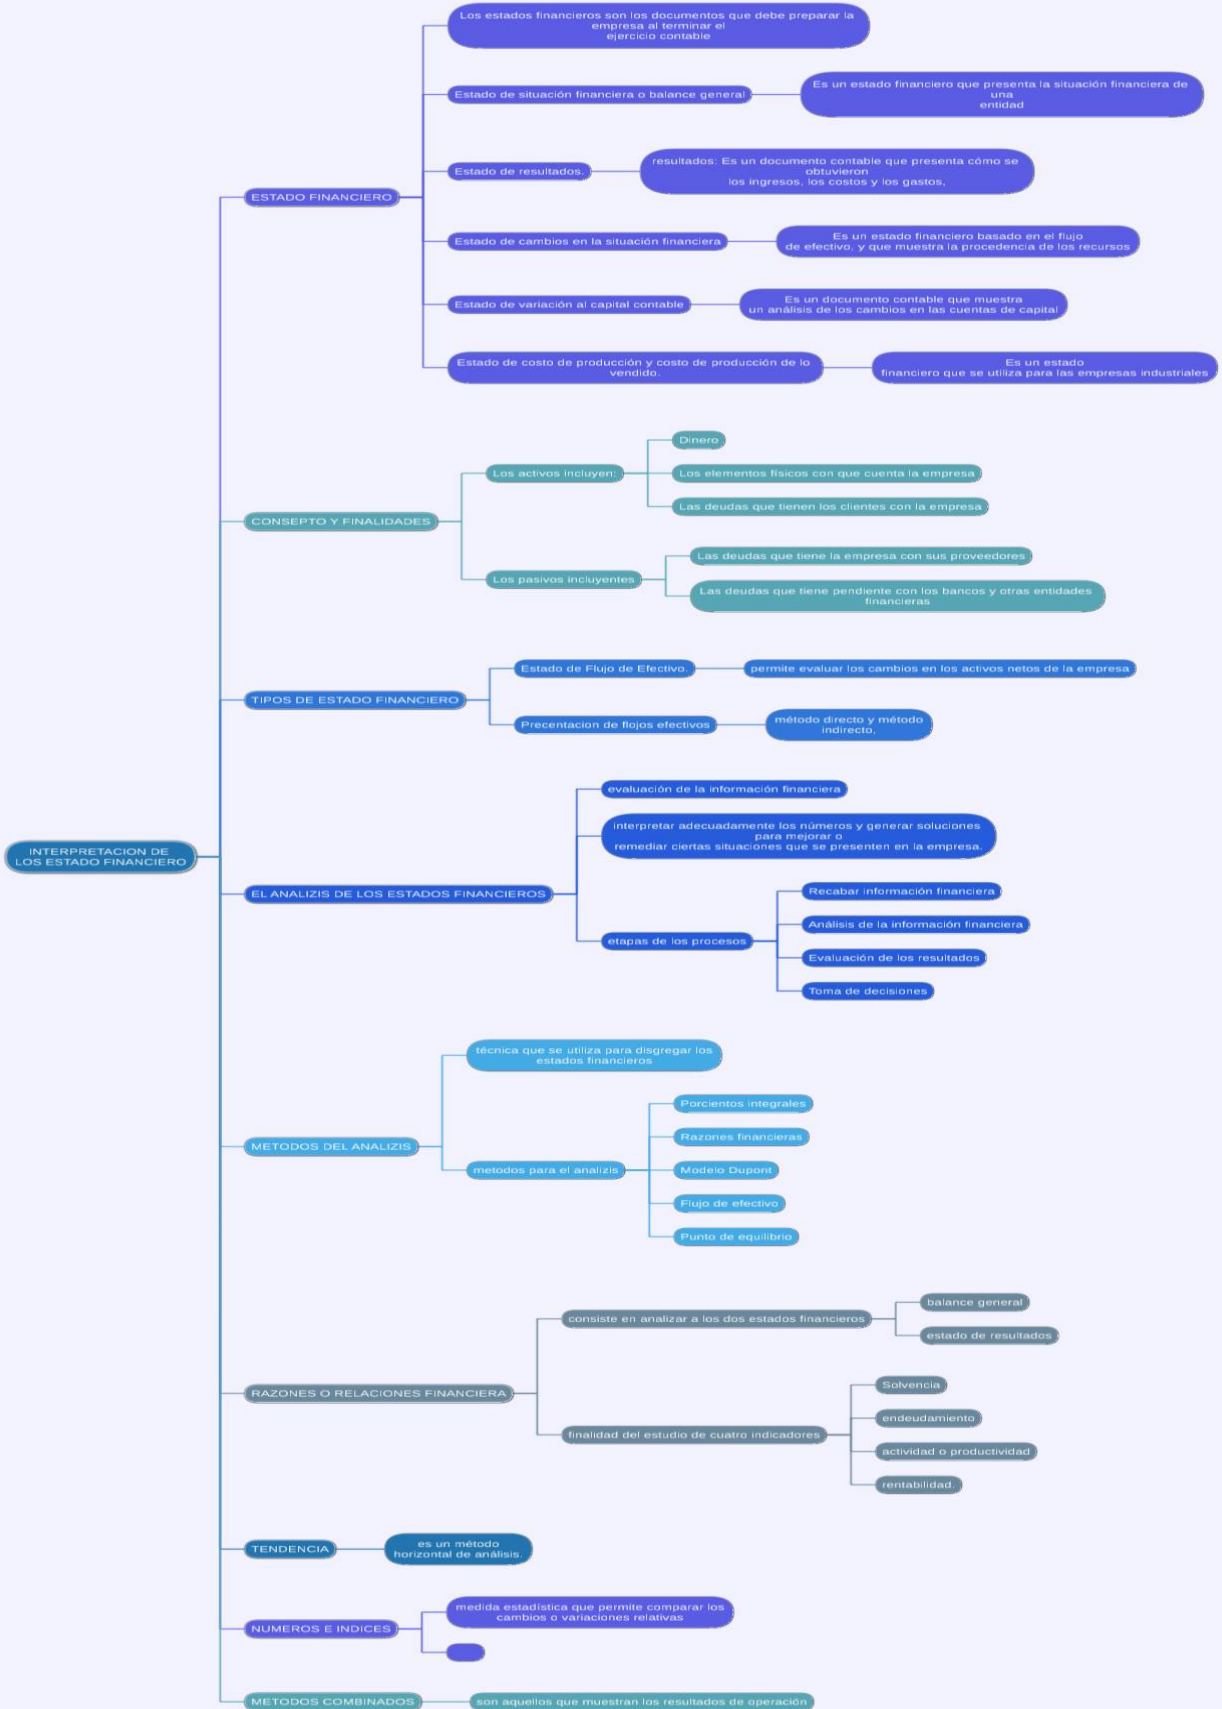 Los estados financieros son los documentos que debe preparar la
empresa al terminar el
ejercicio contable
Estado de situación financiera o balance general
Es un estado financiero que presenta la situación financiera de
una
entidad
Estado de resultados.
resultados: Es un documento contable que presenta cómo se
obtuvieron
los ingresos, los costos y los gastos,
ESTADO FINANCIERO
Estado de cambios en la situación financiera
Es un estado financiero basado en el flujo
de efectivo, y que muestra la procedencia de los recursos
Estado de variación al capital contable
Es un documento contable que muestra
un análisis de los cambios en las cuentas de capital
Estado de costo de producción y costo de producción de lo
vendido.
Es un estado
financiero que se utiliza para las empresas industriales
CONSEPTO Y FINALIDADES
Los activos incluyen:
Dinero
Los elementos físicos con que cuenta la empresa
Las deudas que tienen los clientes con la empresa
Los pasivos incluyentes
Las deudas que tiene la empresa con sus proveedores
Las deudas que tiene pendiente con los bancos y otras entidades
financieras
TIPOS DE ESTADO FINANCIERO
Estado de Flujo de Efectivo.
permite evaluar los cambios en los activos netos de la empresa
Precentacion de flojos efectivos
método directo y método
indirecto,
INTERPRETACION DE
LOS ESTADO FINANCIERO
EL ANALIZIS DE LOS ESTADOS FINANCIEROS
evaluación de la información financiera
interpretar adecuadamente los números y generar soluciones
para mejorar o
remediar ciertas situaciones que se presenten en la empresa.
etapas de los procesos
Recabar información financiera
Análisis de la información financiera
Evaluación de los resultados
Toma de decisiones
METODOS DEL ANALIZIS
técnica que se utiliza para disgregar los
estados financieros
metodos para el analizis
Porcientos integrales
Razones financieras
Modelo Dupont
Flujo de efectivo
Punto de equilibrio
RAZONES O RELACIONES FINANCIERA
consiste en analizar a los dos estados financieros
balance general
estado de resultados
finalidad del estudio de cuatro indicadores
Solvencia
endeudamiento
actividad o productividad
rentabilidad.
TENDENCIA
es un método
horizontal de análisis.
NUMEROS E INDICES
medida estadística que permite comparar los
cambios o variaciones relativas
METODOS COMBINADOS
son aquellos que muestran los resultados de operación